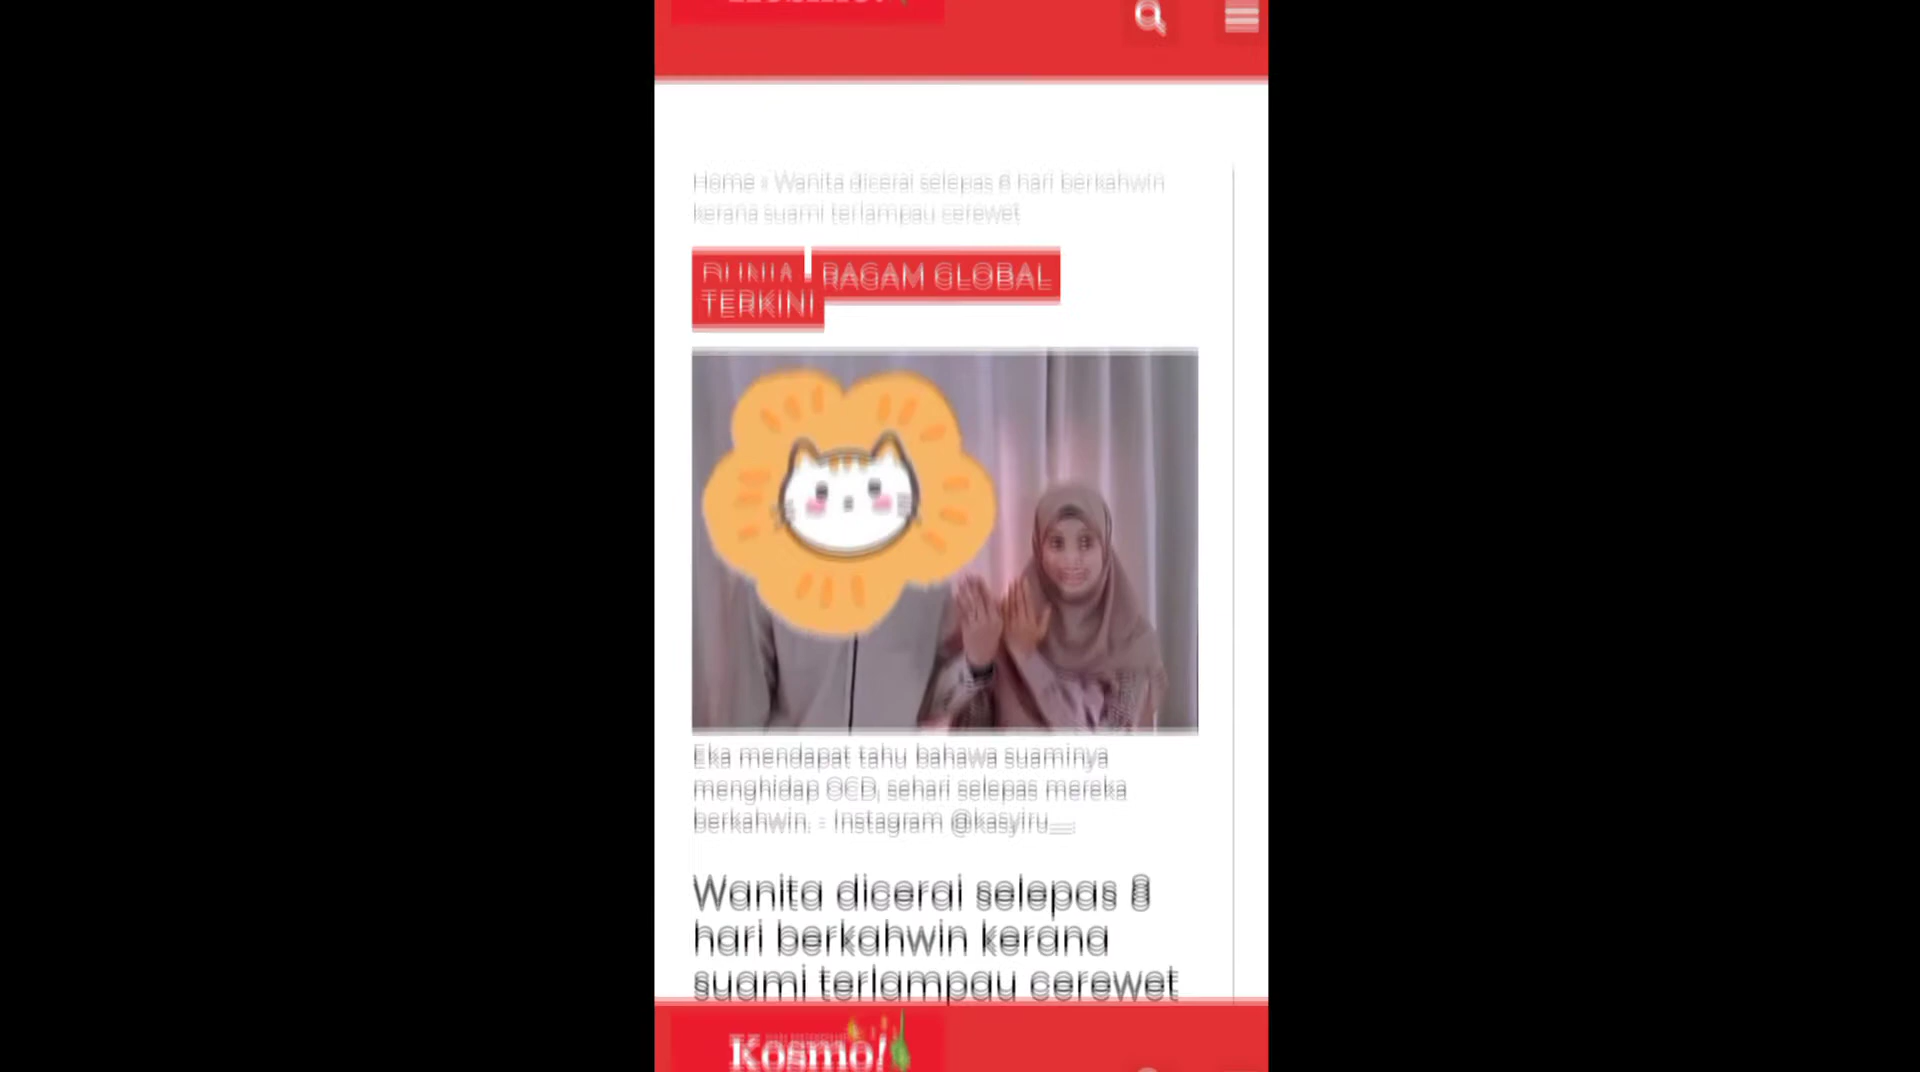 Home » Wanita dicerai selepas 8 hari berkahwin
kerana suami terlampau cerewet
DUNIA RAGAM GLOBAL
TERKINI
Eka mendapat tahu bahawa suaminya
menghidap OCD, sehari selepas mereka
berkahwin. - Instagram @kasyiru__.
Wanita dicerai selepas 8
hari berkahwin kerana
suami terlampau cerewet
Kosmo!